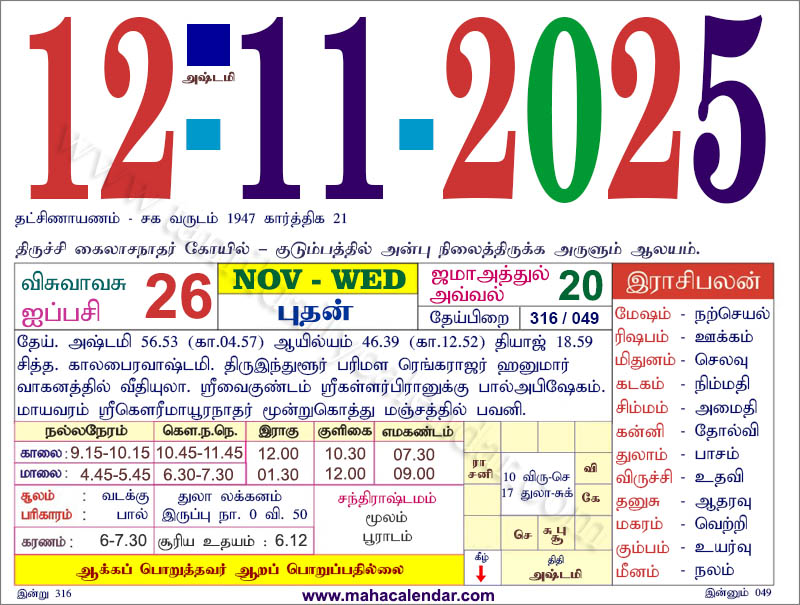 12-11-2025
அஷ்டமி
தட்சிணாயணம் - சக வருடம் 1947 கார்த்திக 21
திருச்சி கைலாசநாதர் கோயில் – குடும்பத்தில் அன்பு நிலைத்திருக்க அருளும் ஆலயம்.
விசுவாவசு
ஐப்பசி
26
NOV - WED
புதன்
ஜமாஅத்துல்
அவ்வல்
20
தேய்பிறை 316 / 049
தேய். அஷ்டமி 56.53 (கா.04.57) ஆயில்யம் 46.39 (கா.12.52) தியாஜ் 18.59
சித்த. காலபைரவாஷ்டமி. திருஇந்துளூர் பரிமள ரெங்கராஜர் ஹனுமார்
வாகனத்தில் வீதியுலா. ஸ்ரீவைகுண்டம் ஸ்ரீகள்ளர்பிரானுக்கு பால்அபிஷேகம்.
மாயவரம் ஸ்ரீகௌரீமாயூரநாதர் மூன்றுகொத்து மஞ்சத்தில் பவனி.
நல்லநேரம் கௌ.ந.நெ. இராகு குளிகை எமகண்டம்
காலை: 9.15-10.15 10.45-11.45 12.00 10.30 07.30
மாலை: 4.45-5.45 6.30-7.30 01.30 12.00 09.00
சூலம் : வடக்கு
பரிகாரம் : பால்
துலா லக்கனம்
இருப்பு நா. 0 வி. 50
சந்திராஷ்டமம்
மூலம்
பூராடம்
கரணம் : 6-7.30 சூரிய உதயம் : 6.12
ஆக்கப் பொறுத்தவர் ஆறப் பொறுப்பதில்லை
ரா
சனி
10 விரு-செ
17 துலா-சுக்
வி
கே
செ
சூ பு
கீழ்
திதி
அஷ்டமி
இராசிபலன்
மேஷம் - நற்செயல்
ரிஷபம் - ஊக்கம்
மிதுனம் - செலவு
கடகம் - நிம்மதி
சிம்மம் - அமைதி
கன்னி - தோல்வி
துலாம் - பாசம்
விருச்சி - உதவி
தனுசு - ஆதரவு
மகரம் - வெற்றி
கும்பம் - உயர்வு
மீனம் - நலம்
இன்று 316
www.mahacalendar.com
இன்னும் 049